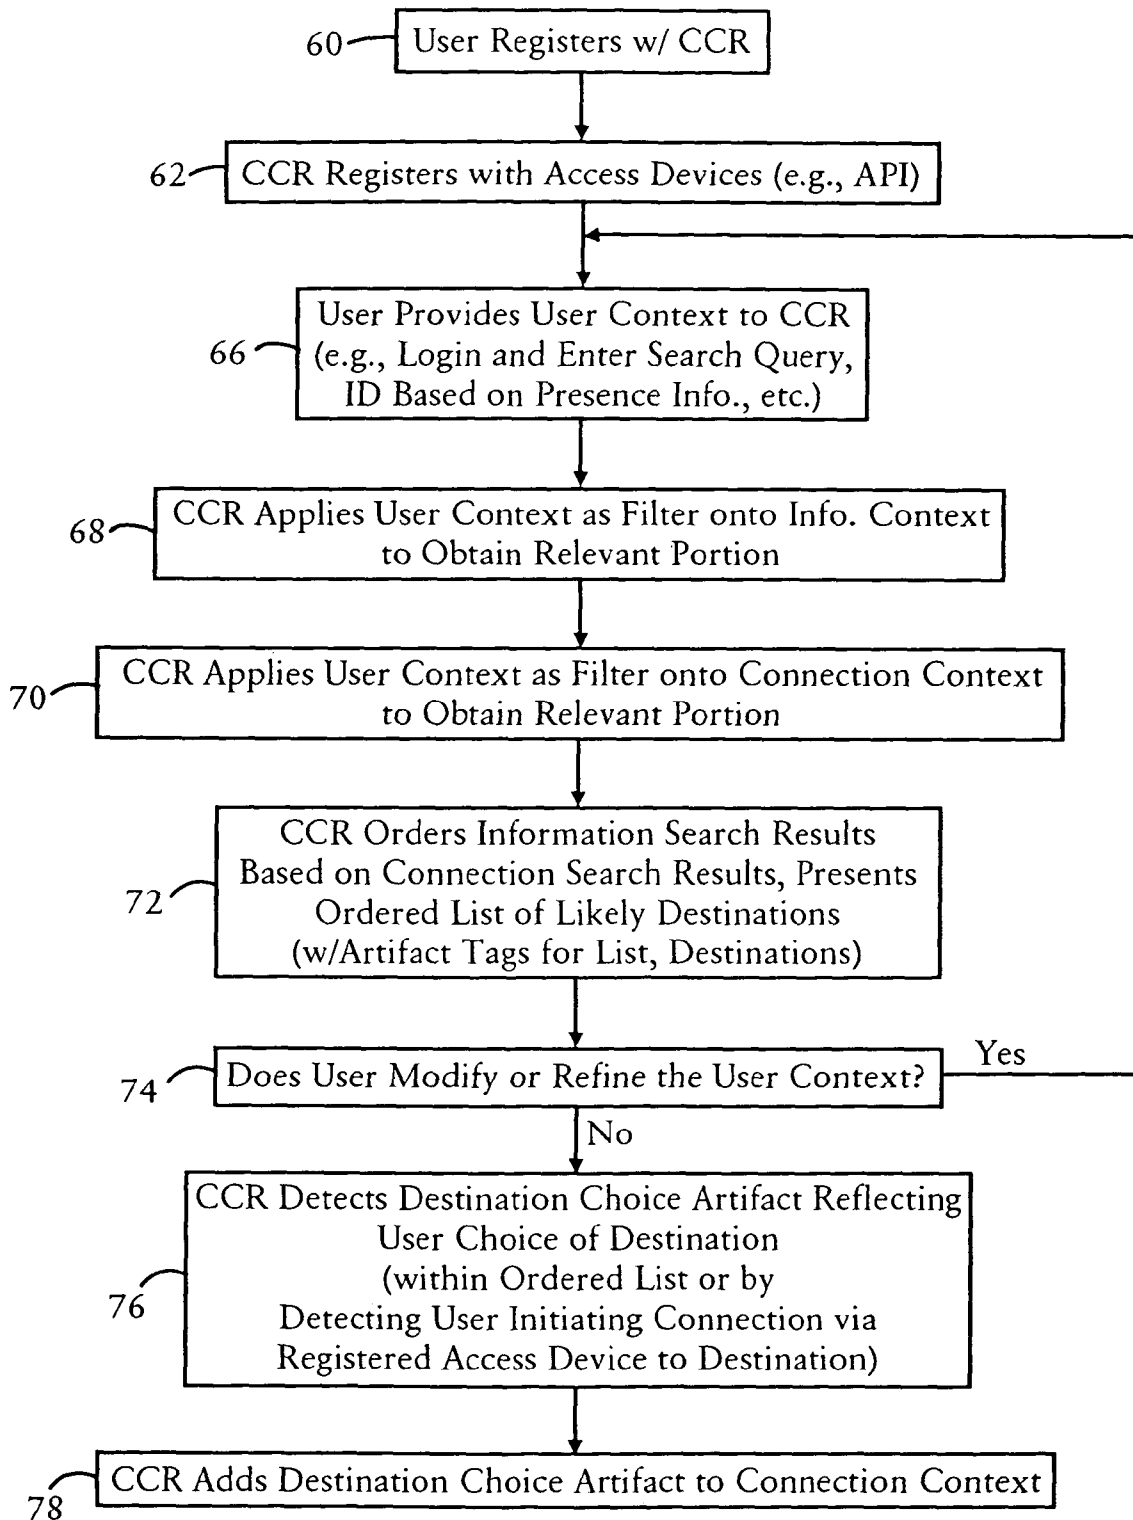 60
User Registers w/ CCR
62
CCR Registers with Access Devices (e.g., API)
66
User Provides User Context to CCR
(e.g., Login and Enter Search Query,
ID Based on Presence Info., etc.)
68
CCR Applies User Context as Filter onto Info. Context
to Obtain Relevant Portion
70
CCR Applies User Context as Filter onto Connection Context
to Obtain Relevant Portion
72
CCR Orders Information Search Results
Based on Connection Search Results, Presents
Ordered List of Likely Destinations
(w/Artifact Tags for List, Destinations)
74
Does User Modify or Refine the User Context?
Yes
No
76
CCR Detects Destination Choice Artifact Reflecting
User Choice of Destination
(within Ordered List or by
Detecting User Initiating Connection via
Registered Access Device to Destination)
78
CCR Adds Destination Choice Artifact to Connection Context